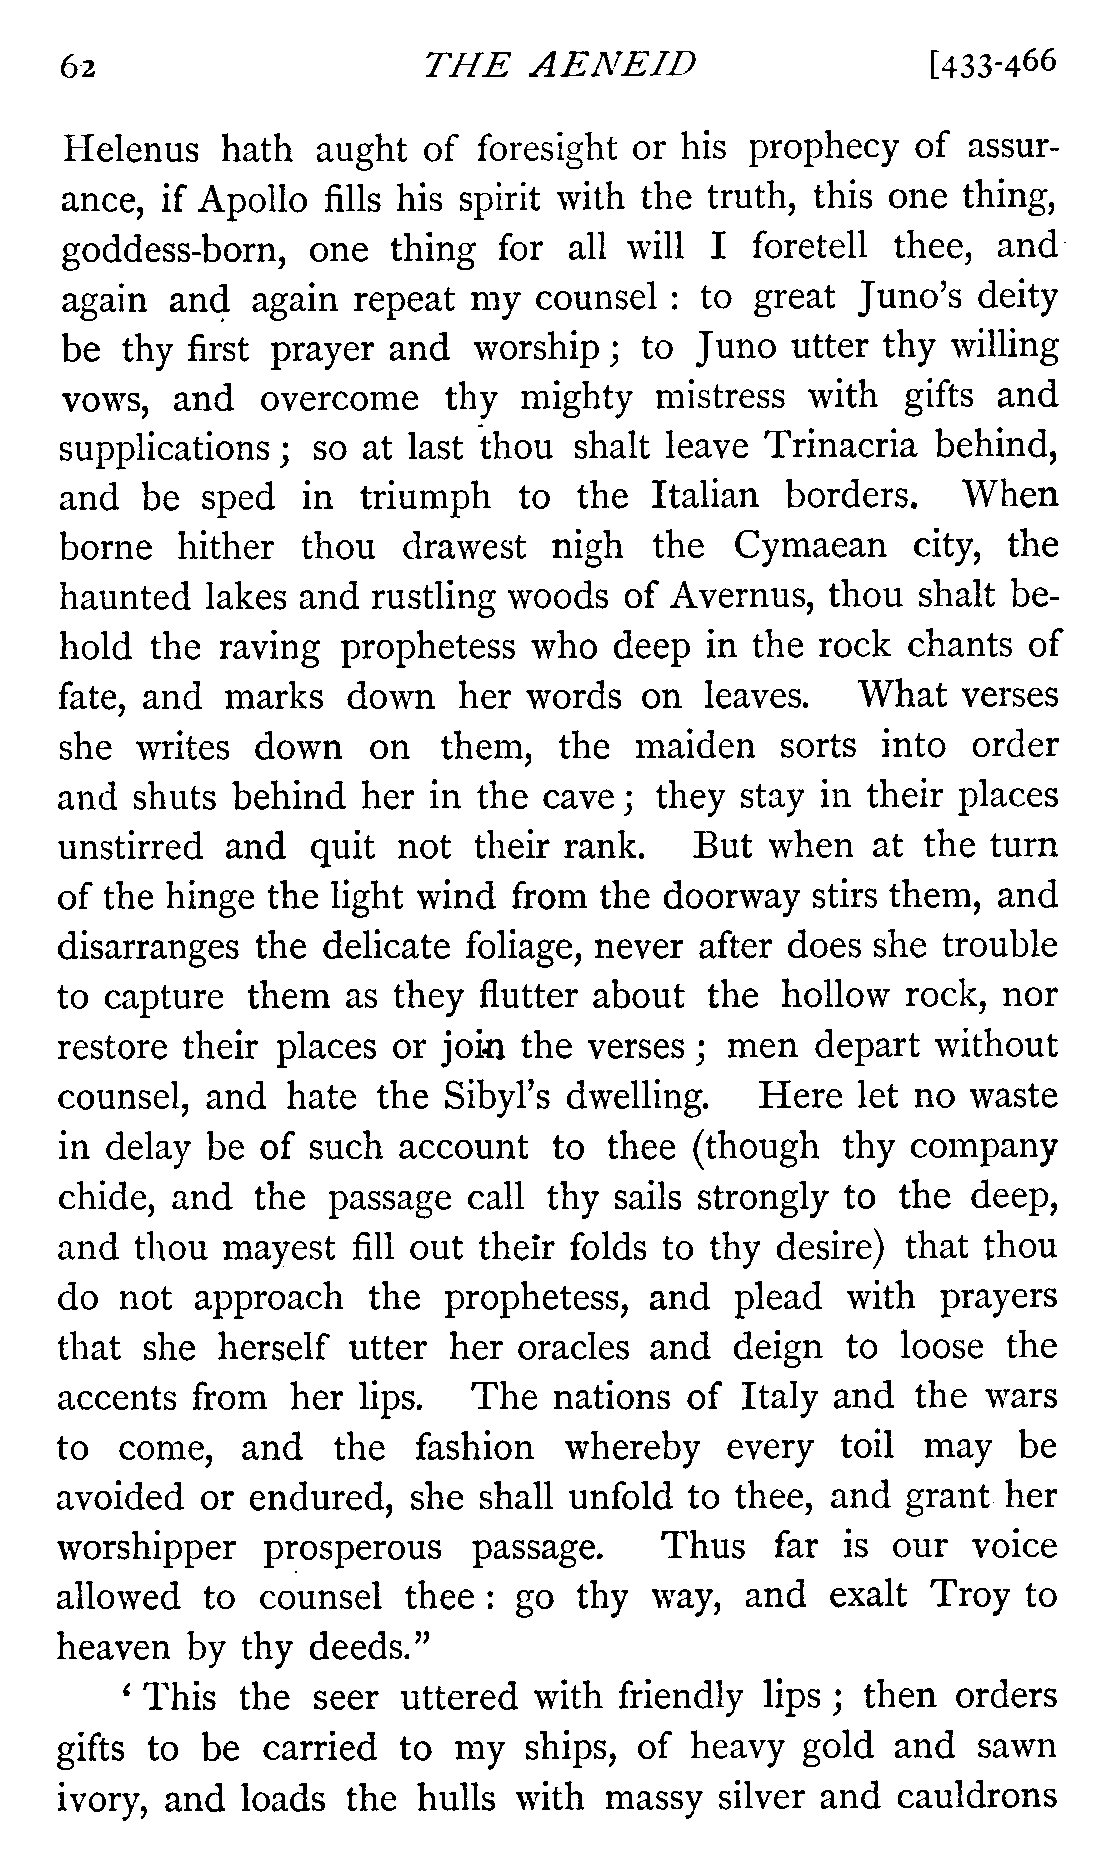 62 THE AENEID [433-466
Helenus hath aught of foresight or his prophecy of assur-
ance, if Apollo fills his spirit with the truth, this one thing,
goddess-born, one thing for all will I foretell thee, and
again and again repeat my counsel : to great Juno's deity
be thy first prayer and worship ; to Juno utter thy willing
vows, and overcome thy mighty mistress with gifts and
supplications ; so at last thou shalt leave Trinacria behind,
and be sped in triumph to the Italian borders. When
borne hither thou drawest nigh the Cymaean city, the
haunted lakes and rustling woods of Avernus, thou shalt be-
hold the raving prophetess who deep in the rock chants of
fate, and marks down her words on leaves. What verses
she writes down on them, the maiden sorts into order
and shuts behind her in the cave ; they stay in their places
unstirred and quit not their rank. But when at the turn
of the hinge the light wind from the doorway stirs them, and
disarranges the delicate foliage, never after does she trouble
to capture them as they flutter about the hollow rock, nor
restore their places or join the verses ; men depart without
counsel, and hate the Sibyl's dwelling. Here let no waste
in delay be of such account to thee (though thy company
chide, and the passage call thy sails strongly to the deep,
and thou mayest fill out their folds to thy desire) that thou
do not approach the prophetess, and plead with prayers
that she herself utter her oracles and deign to loose the
accents from her lips. The nations of Italy and the wars
to come, and the fashion whereby every toil may be
avoided or endured, she shall unfold to thee, and grant her
worshipper prosperous passage. Thus far is our voice
allowed to counsel thee : go thy way, and exalt Troy to
heaven by thy deeds."
' This the seer uttered with friendly lips ; then orders
gifts to be carried to my ships, of heavy gold and sawn
ivory, and loads the hulls with massy silver and cauldrons